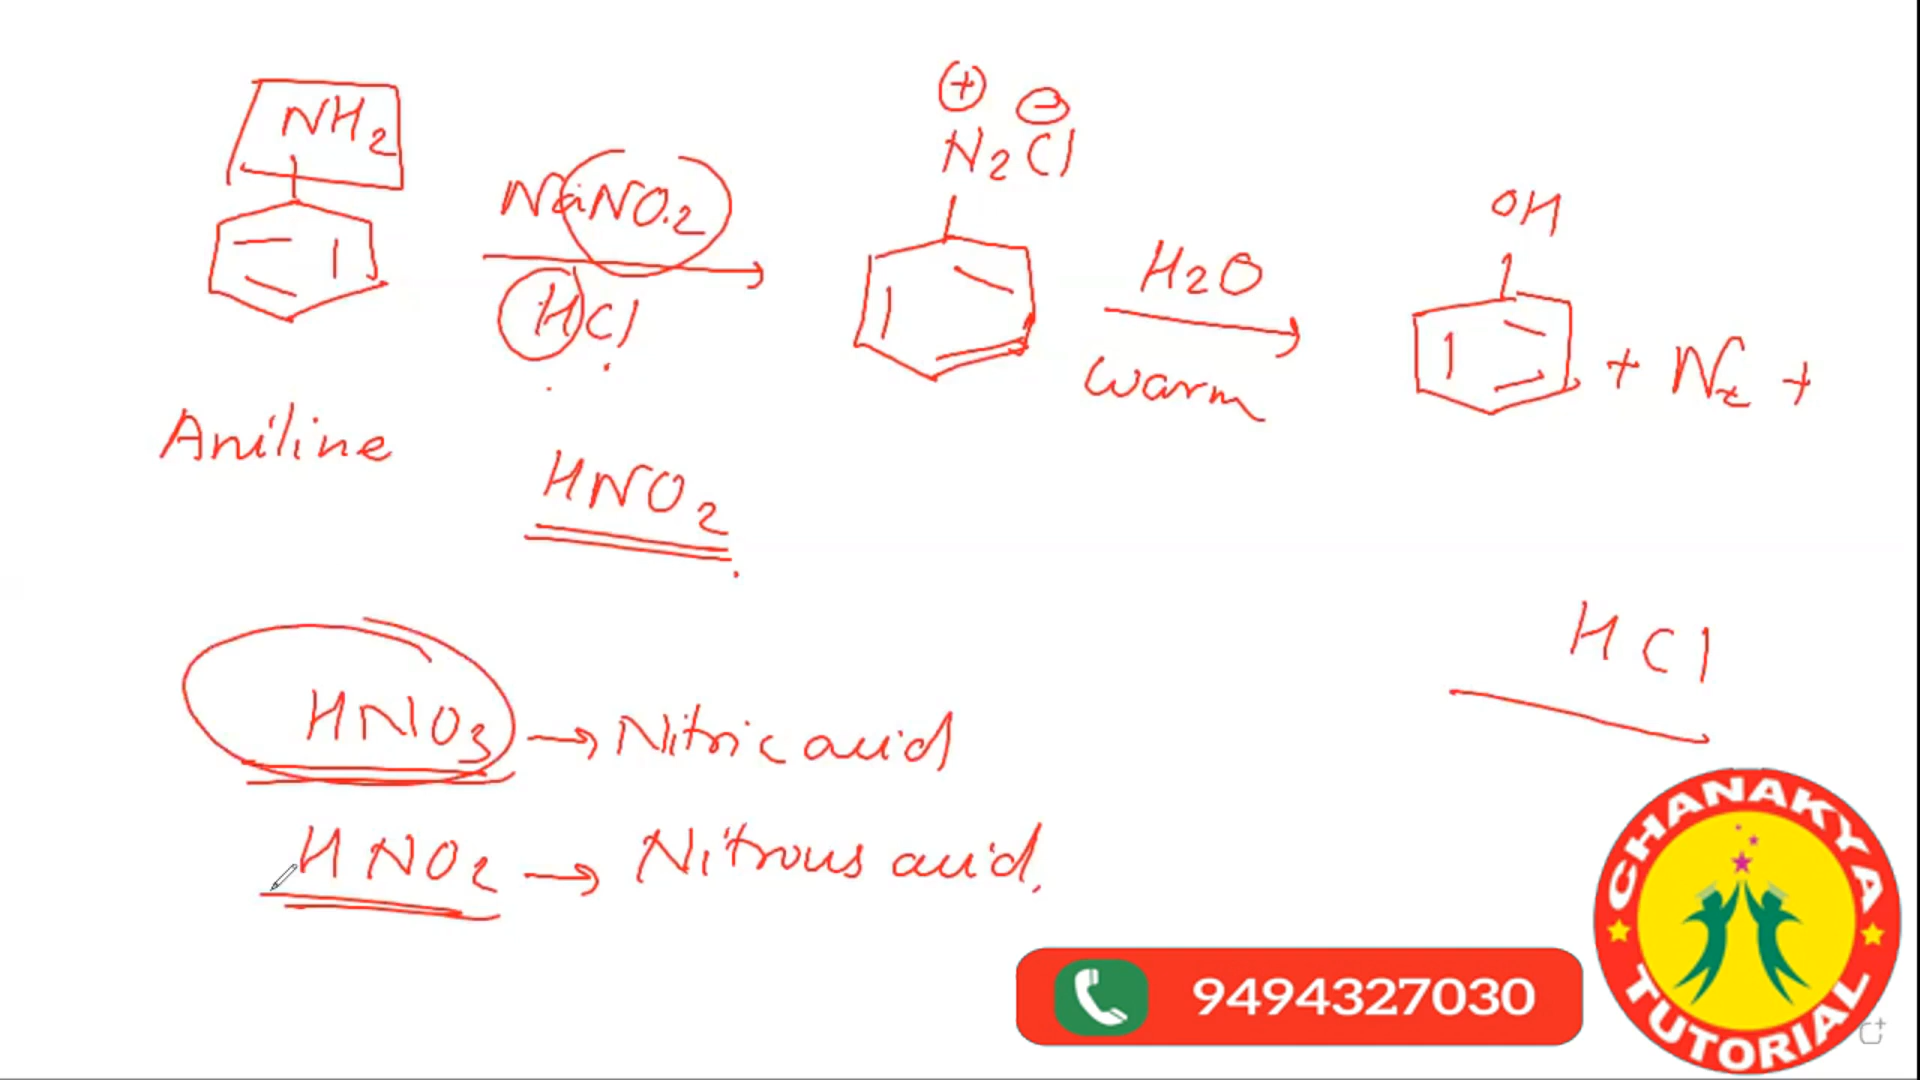 NH2
NaNO2
HCl
+ -
N2Cl
H2O
warm
OH
+ N2 +
HCl
Aniline
HNO2
HNO3 → Nitric acid
HNO2 → Nitrous acid.
9494327030
CHANAKYA
TUTORIAL